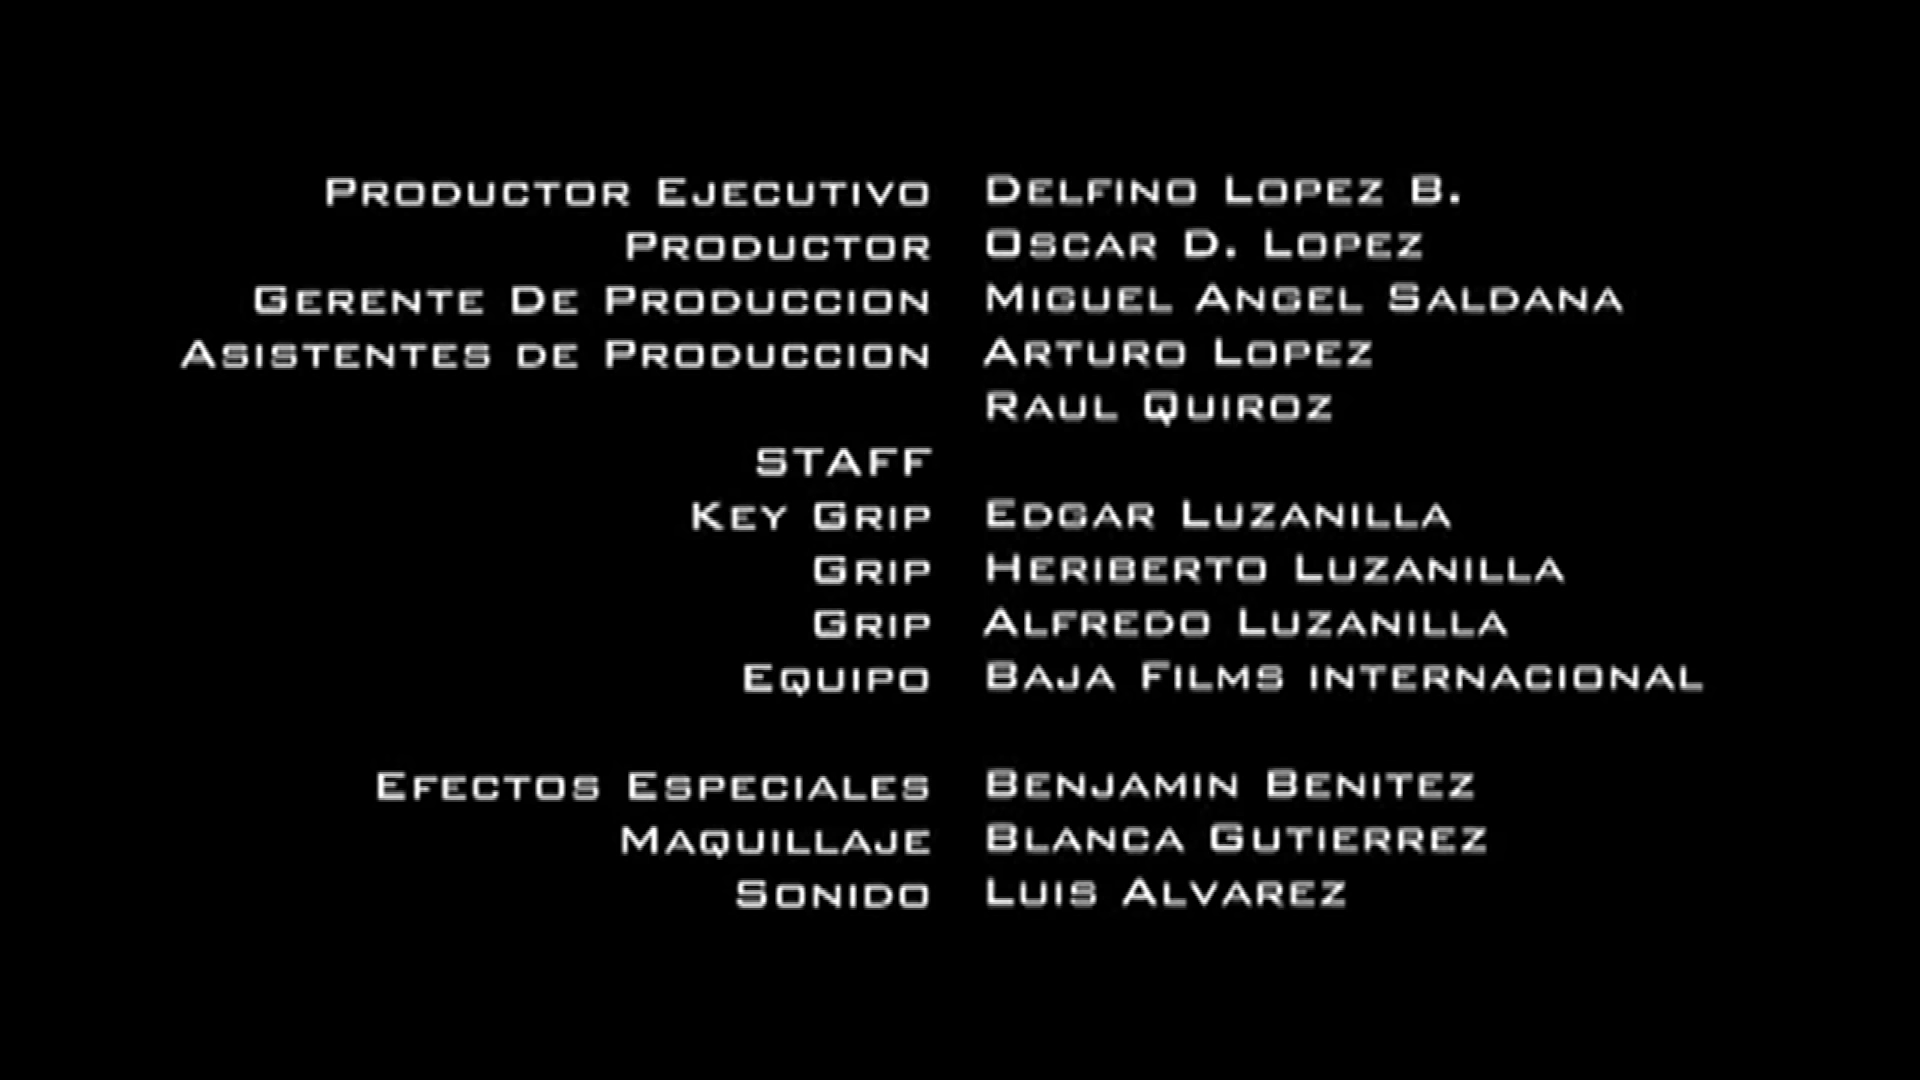 Productor Ejecutivo Delfino Lopez B.
Productor Oscar D. Lopez
Gerente De Produccion Miguel Angel Saldana
Asistentes de Produccion Arturo Lopez
Raul Quiroz
STAFF
Key Grip Edgar Luzanilla
Grip Heriberto Luzanilla
Grip Alfredo Luzanilla
Equipo Baja Films internacional
Efectos Especiales Benjamin Benitez
Maquillaje Blanca Gutierrez
Sonido Luis Alvarez